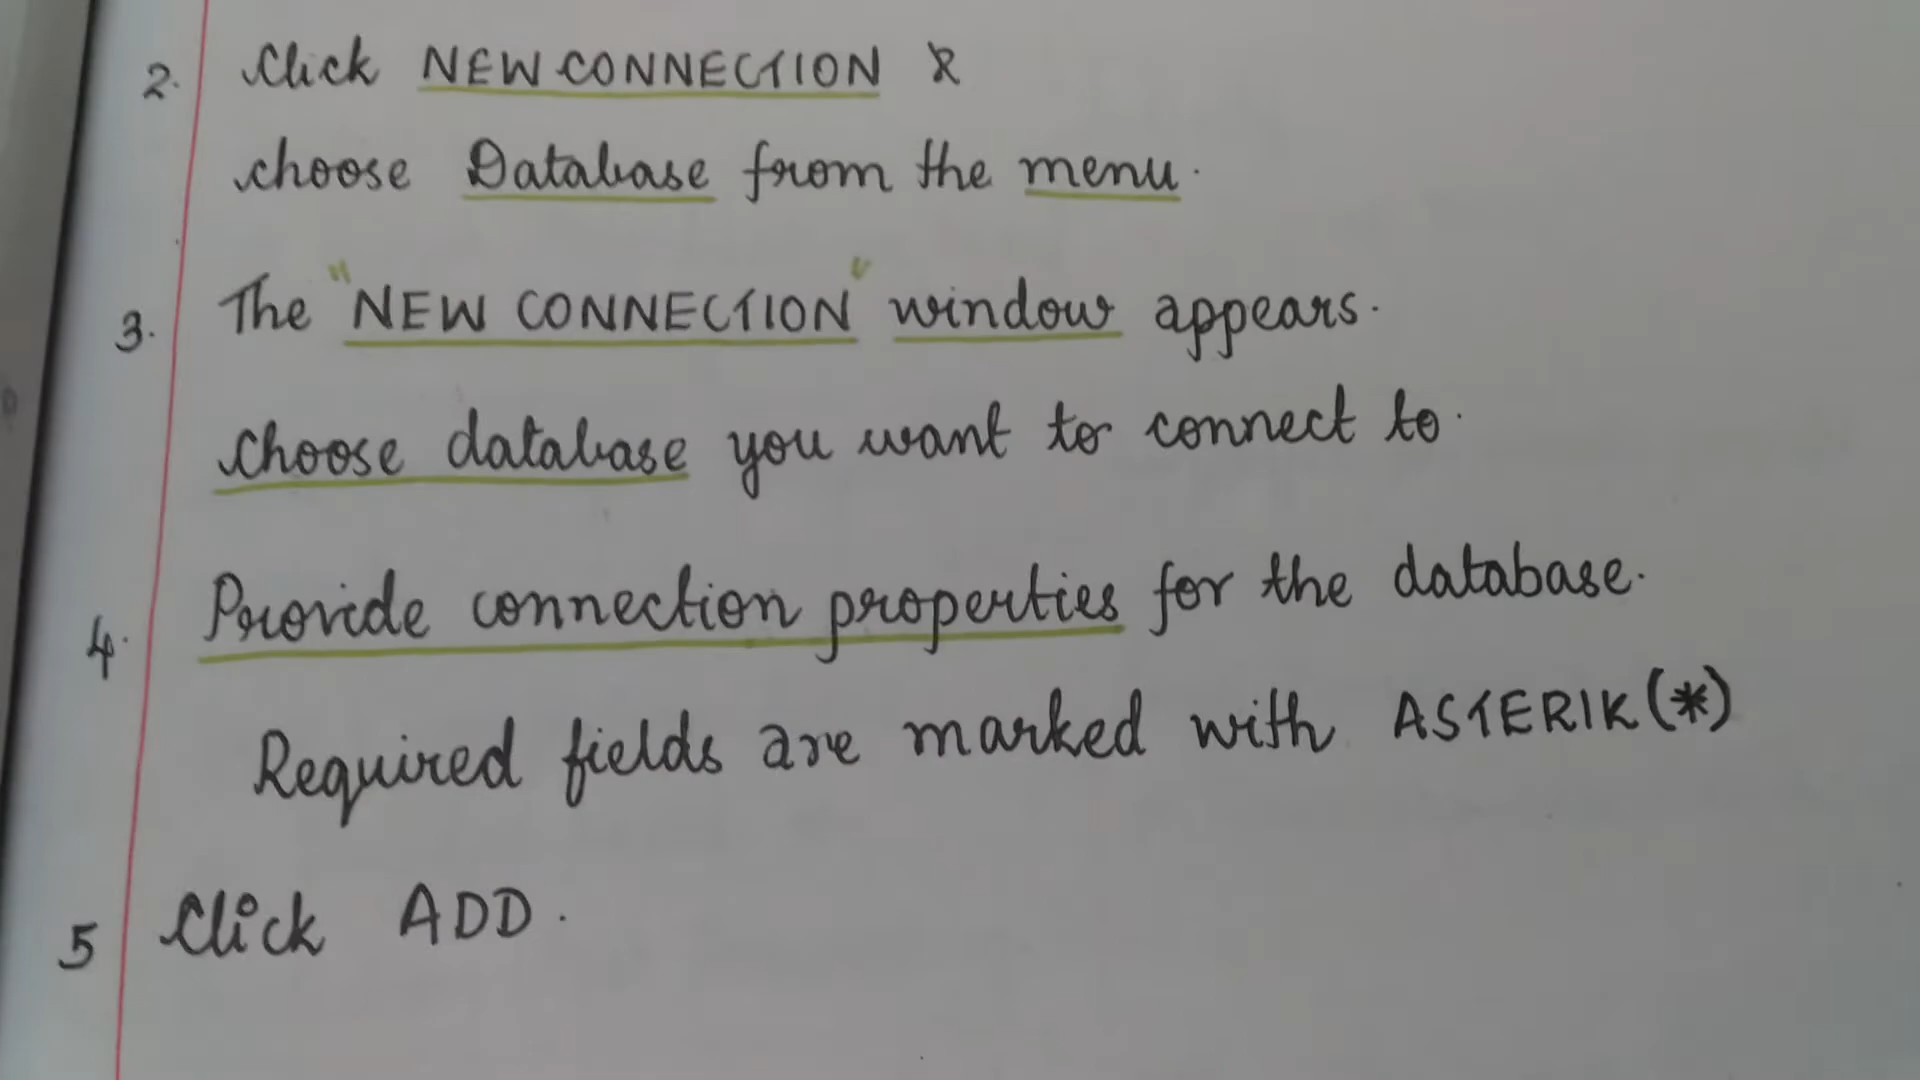 2. Click NEW CONNECTION &
choose Database from the menu.
3. The "NEW CONNECTION" window appears.
choose database you want to connect to.
4. Provide connection properties for the database.
Required fields are marked with ASTERIK (*)
5 Click ADD.